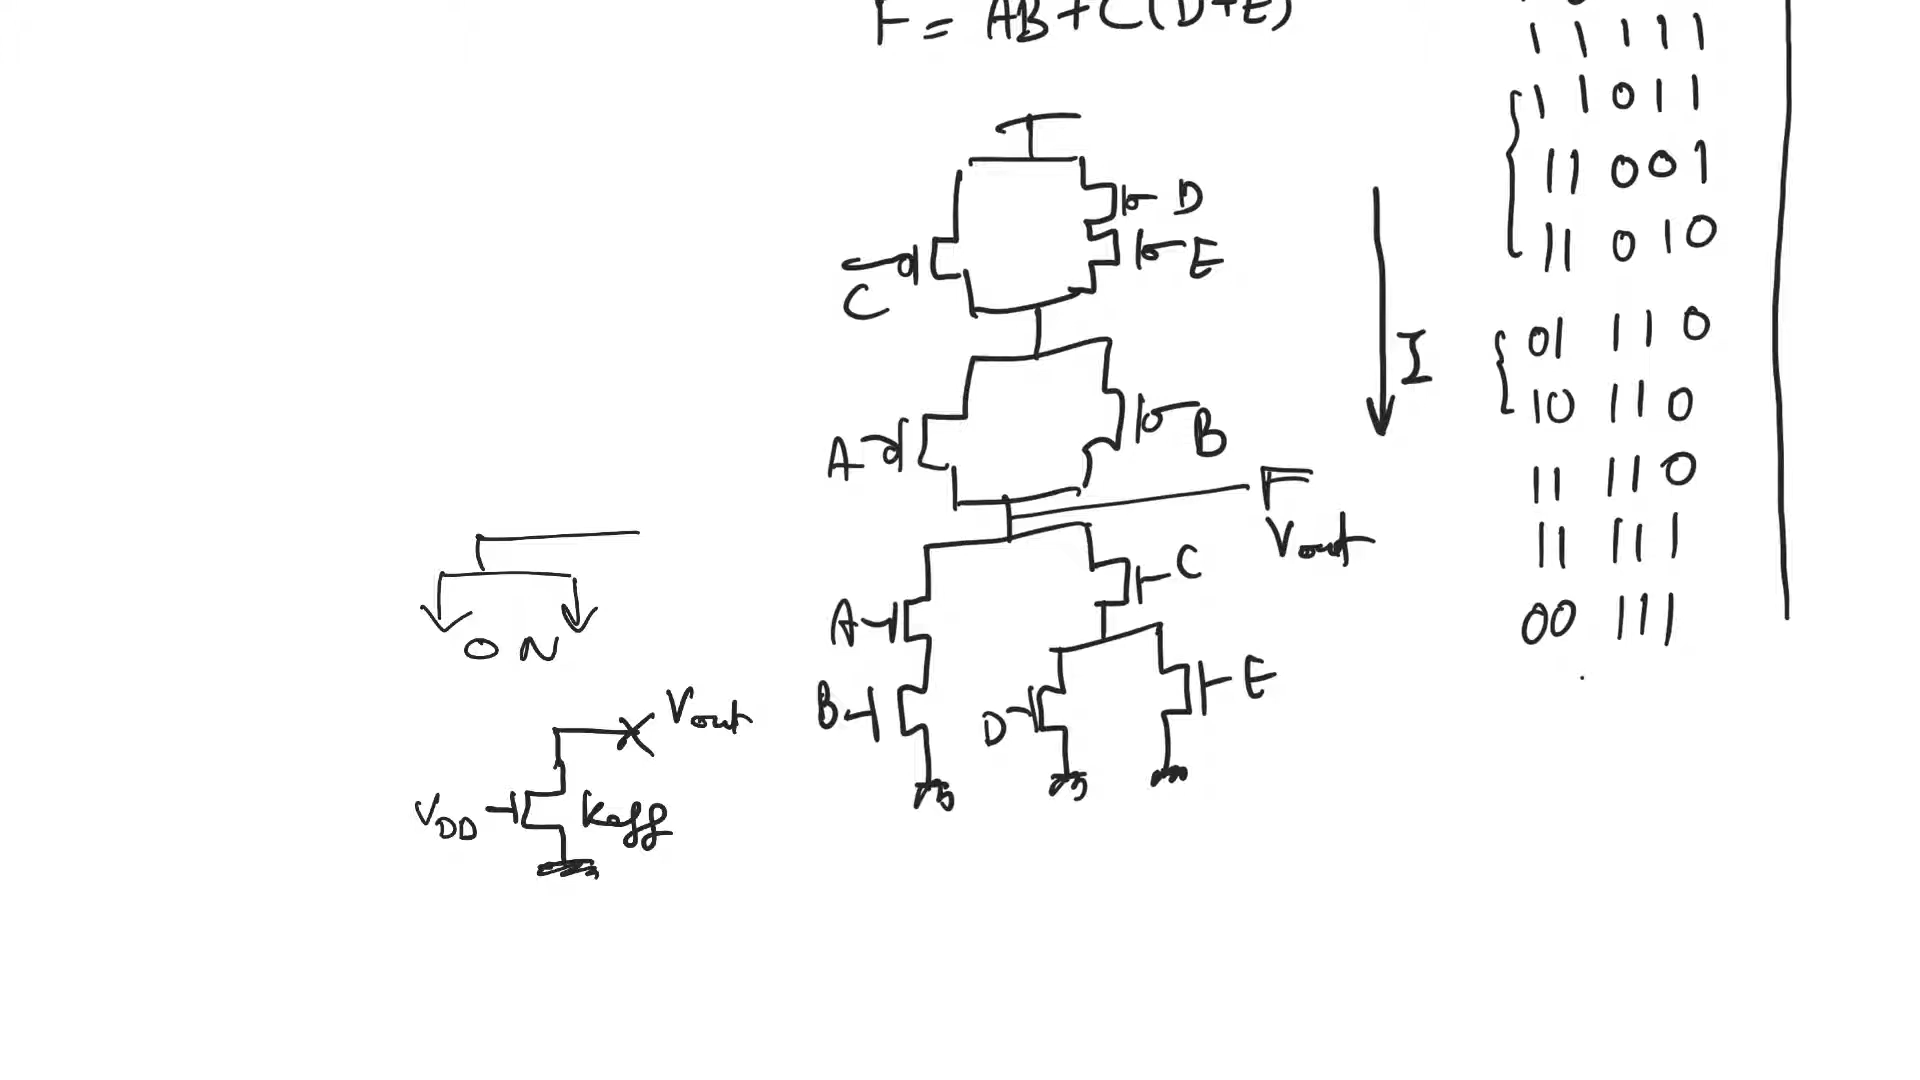 F = AB + C(D+E)
1 1 1 1 1
1 1 0 1 1
1 1 0 0 1
1 1 0 1 0
0 1 1 1 0
1 0 1 1 0
1 1 1 1 0
1 1 1 1 1
0 0 1 1 1
D
E
C
I
A
B
F
Vout
C
A
B
D
E
ON
Vout
VDD
Keff